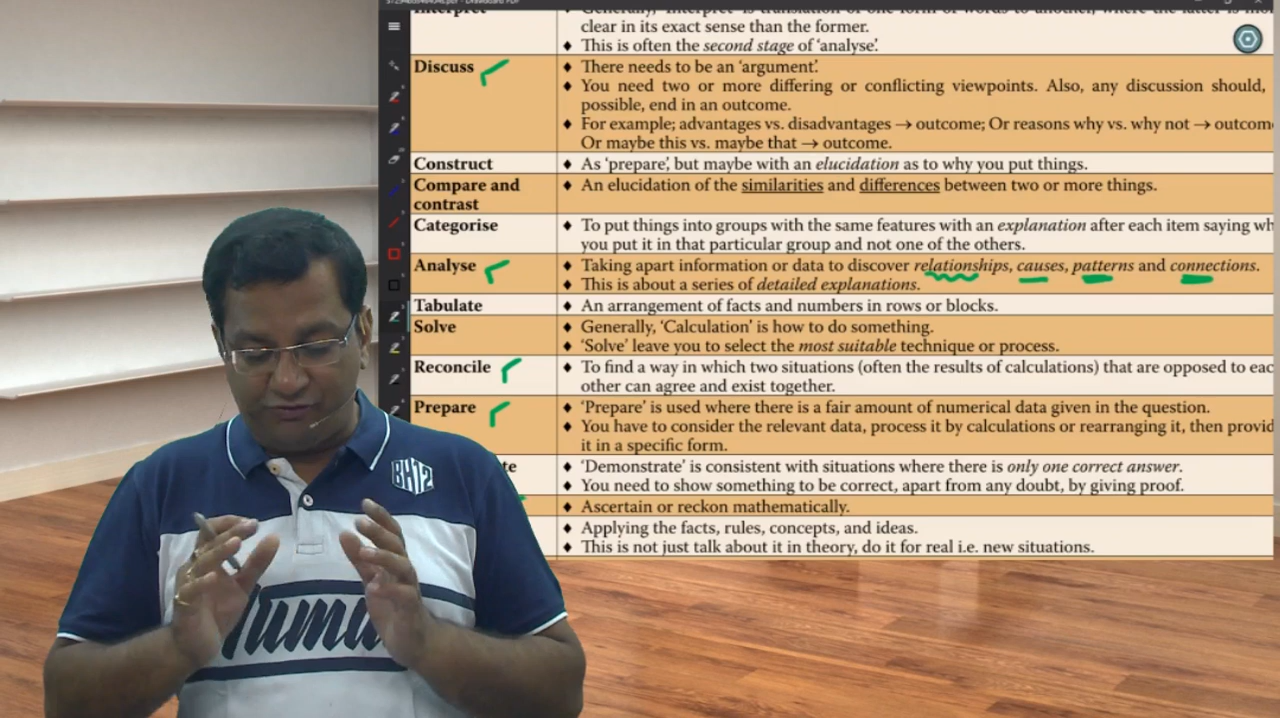 Interpret
clear in its exact sense than the former.
♦ This is often the second stage of ‘analyse’.
Discuss
♦ There needs to be an ‘argument’.
♦ You need two or more differing or conflicting viewpoints. Also, any discussion should,
possible, end in an outcome.
♦ For example; advantages vs. disadvantages → outcome; Or reasons why vs. why not → outcom
Or maybe this vs. maybe that → outcome.
Construct
♦ As ‘prepare’, but maybe with an elucidation as to why you put things.
Compare and
contrast
♦ An elucidation of the similarities and differences between two or more things.
Categorise
♦ To put things into groups with the same features with an explanation after each item saying wh
you put it in that particular group and not one of the others.
Analyse
♦ Taking apart information or data to discover relationships, causes, patterns and connections.
♦ This is about a series of detailed explanations.
Tabulate
♦ An arrangement of facts and numbers in rows or blocks.
Solve
♦ Generally, ‘Calculation’ is how to do something.
♦ ‘Solve’ leave you to select the most suitable technique or process.
Reconcile
♦ To find a way in which two situations (often the results of calculations) that are opposed to eac
other can agree and exist together.
Prepare
♦ ‘Prepare’ is used where there is a fair amount of numerical data given in the question.
♦ You have to consider the relevant data, process it by calculations or rearranging it, then provid
it in a specific form.
te
♦ ‘Demonstrate’ is consistent with situations where there is only one correct answer.
♦ You need to show something to be correct, apart from any doubt, by giving proof.
♦ Ascertain or reckon mathematically.
♦ Applying the facts, rules, concepts, and ideas.
♦ This is not just talk about it in theory, do it for real i.e. new situations.
BH12